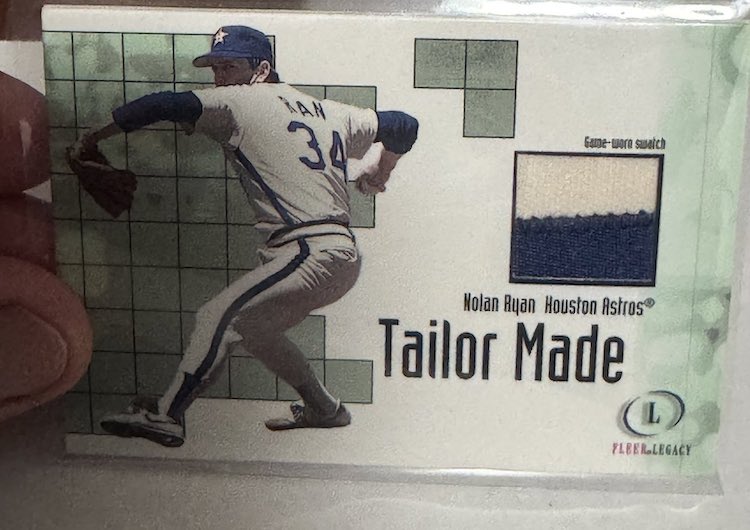 RYAN
34
Game-worn swatch
Nolan Ryan Houston Astros®
Tailor Made
L
FLEER LEGACY